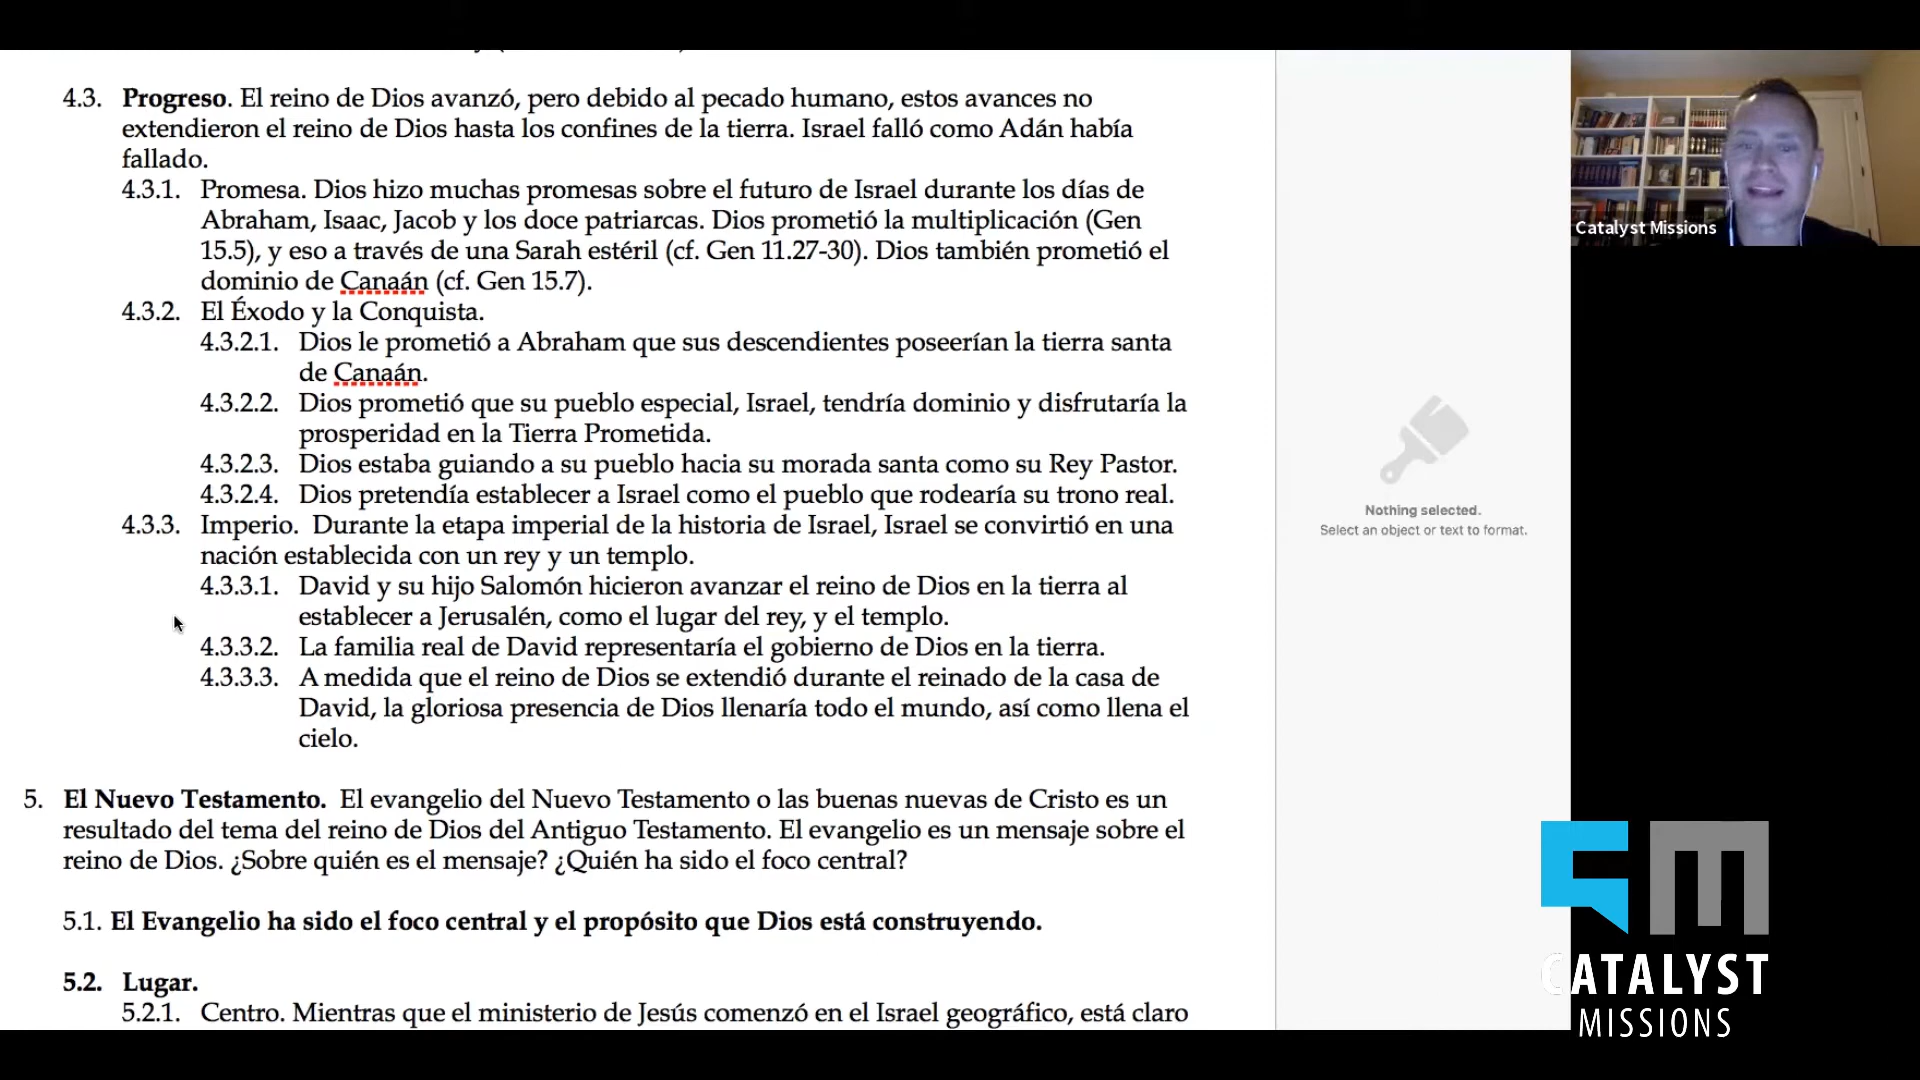 4.3. Progreso. El reino de Dios avanzó, pero debido al pecado humano, estos avances no
extendieron el reino de Dios hasta los confines de la tierra. Israel falló como Adán había
fallado.
4.3.1. Promesa. Dios hizo muchas promesas sobre el futuro de Israel durante los días de
Abraham, Isaac, Jacob y los doce patriarcas. Dios prometió la multiplicación (Gen
15.5), y eso a través de una Sarah estéril (cf. Gen 11.27-30). Dios también prometió el
dominio de Canaán (cf. Gen 15.7).
4.3.2. El Éxodo y la Conquista.
4.3.2.1. Dios le prometió a Abraham que sus descendientes poseerían la tierra santa
de Canaán.
4.3.2.2. Dios prometió que su pueblo especial, Israel, tendría dominio y disfrutaría la
prosperidad en la Tierra Prometida.
4.3.2.3. Dios estaba guiando a su pueblo hacia su morada santa como su Rey Pastor.
4.3.2.4. Dios pretendía establecer a Israel como el pueblo que rodearía su trono real.
4.3.3. Imperio. Durante la etapa imperial de la historia de Israel, Israel se convirtió en una
nación establecida con un rey y un templo.
4.3.3.1. David y su hijo Salomón hicieron avanzar el reino de Dios en la tierra al
establecer a Jerusalén, como el lugar del rey, y el templo.
4.3.3.2. La familia real de David representaría el gobierno de Dios en la tierra.
4.3.3.3. A medida que el reino de Dios se extendió durante el reinado de la casa de
David, la gloriosa presencia de Dios llenaría todo el mundo, así como llena el
cielo.
5. El Nuevo Testamento. El evangelio del Nuevo Testamento o las buenas nuevas de Cristo es un
resultado del tema del reino de Dios del Antiguo Testamento. El evangelio es un mensaje sobre el
reino de Dios. ¿Sobre quién es el mensaje? ¿Quién ha sido el foco central?
5.1. El Evangelio ha sido el foco central y el propósito que Dios está construyendo.
5.2. Lugar.
5.2.1. Centro. Mientras que el ministerio de Jesús comenzó en el Israel geográfico, está claro
Nothing selected.
Select an object or text to format.
Catalyst Missions
CATALYST
MISSIONS